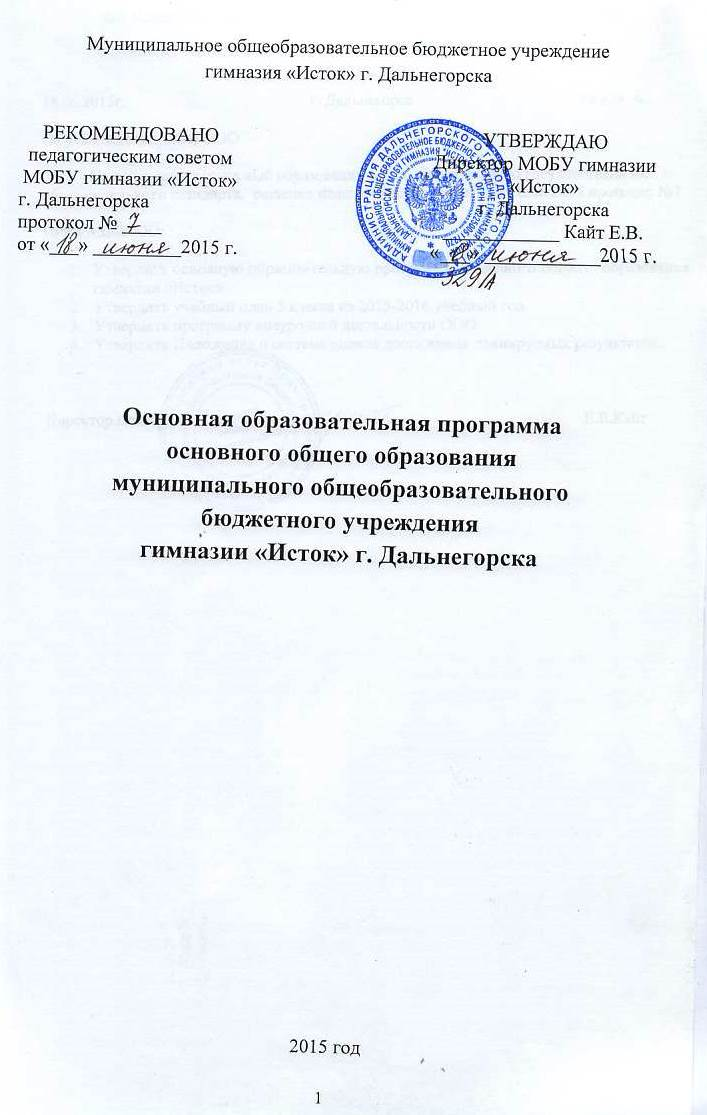 Муниципальное общеобразовательное бюджетное учреждение
гимназия «Исток» г. Дальнегорска
РЕКОМЕНДОВАНО
педагогическим советом
МОБУ гимназии «Исток»
г. Дальнегорска
протокол № 7
от «18» июня 2015 г.
УТВЕРЖДАЮ
Директор МОБУ гимназии
«Исток»
г. Дальнегорска
Кайт Е.В.
« » июня 2015 г.
329/А
Основная образовательная программа
основного общего образования
муниципального общеобразовательного
бюджетного учреждения
гимназии «Исток» г. Дальнегорска
2015 год
1